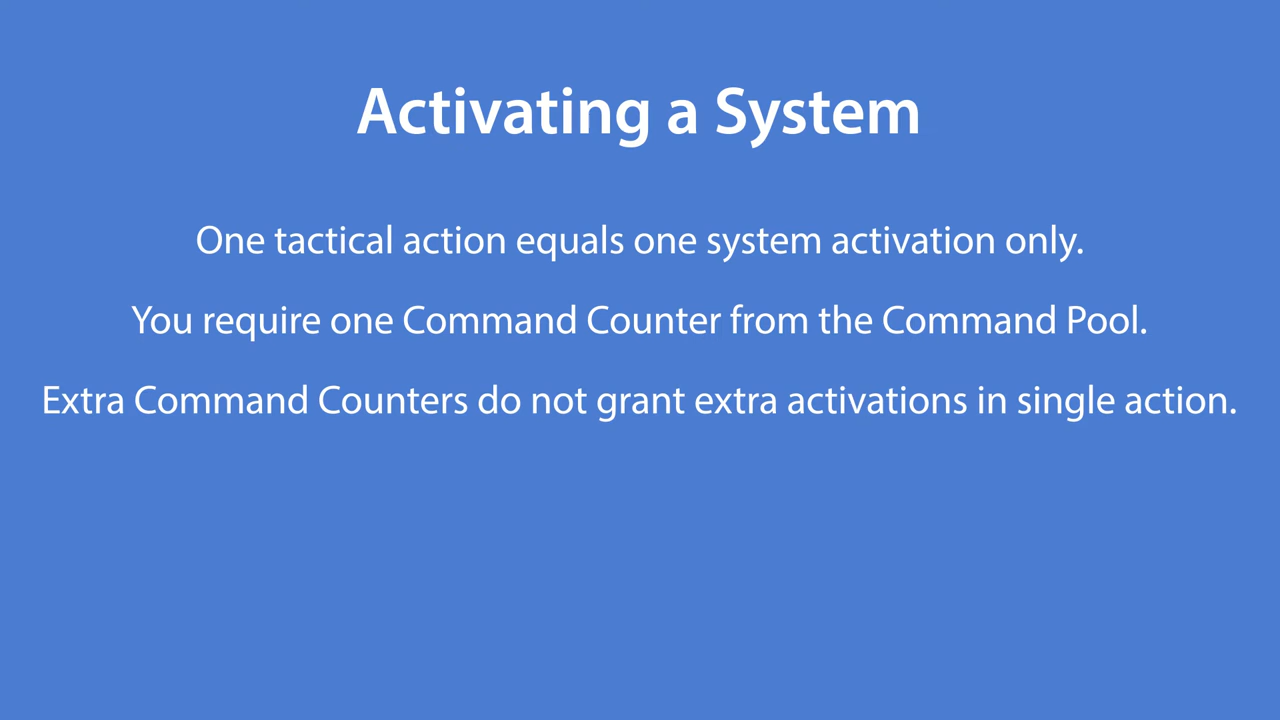 Activating a System
One tactical action equals one system activation only.
You require one Command Counter from the Command Pool.
Extra Command Counters do not grant extra activations in single action.